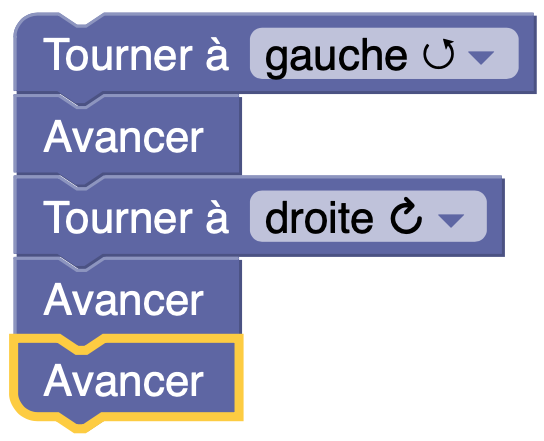 Tourner à gauche ↺
Avancer
Tourner à droite ↻
Avancer
Avancer